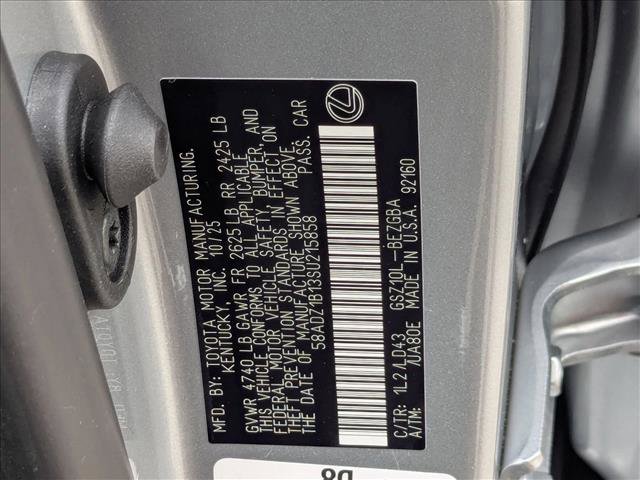 MFD. BY: TOYOTA MOTOR MANUFACTURING,
KENTUCKY, INC. 10/25
GVWR 4740 LB GAWR FR 2625 LB RR 2425 LB
THIS VEHICLE CONFORMS TO ALL APPLICABLE
FEDERAL MOTOR VEHICLE SAFETY, BUMPER, AND
THEFT PREVENTION STANDARDS IN EFFECT ON
THE DATE OF MANUFACTURE SHOWN ABOVE.
58ADZ1B13SU215858 PASS. CAR
C/TR: 1L2/LD43 GSZ10L-BEZGBA
A/TM: /UA80E MADE IN U.S.A. 92160